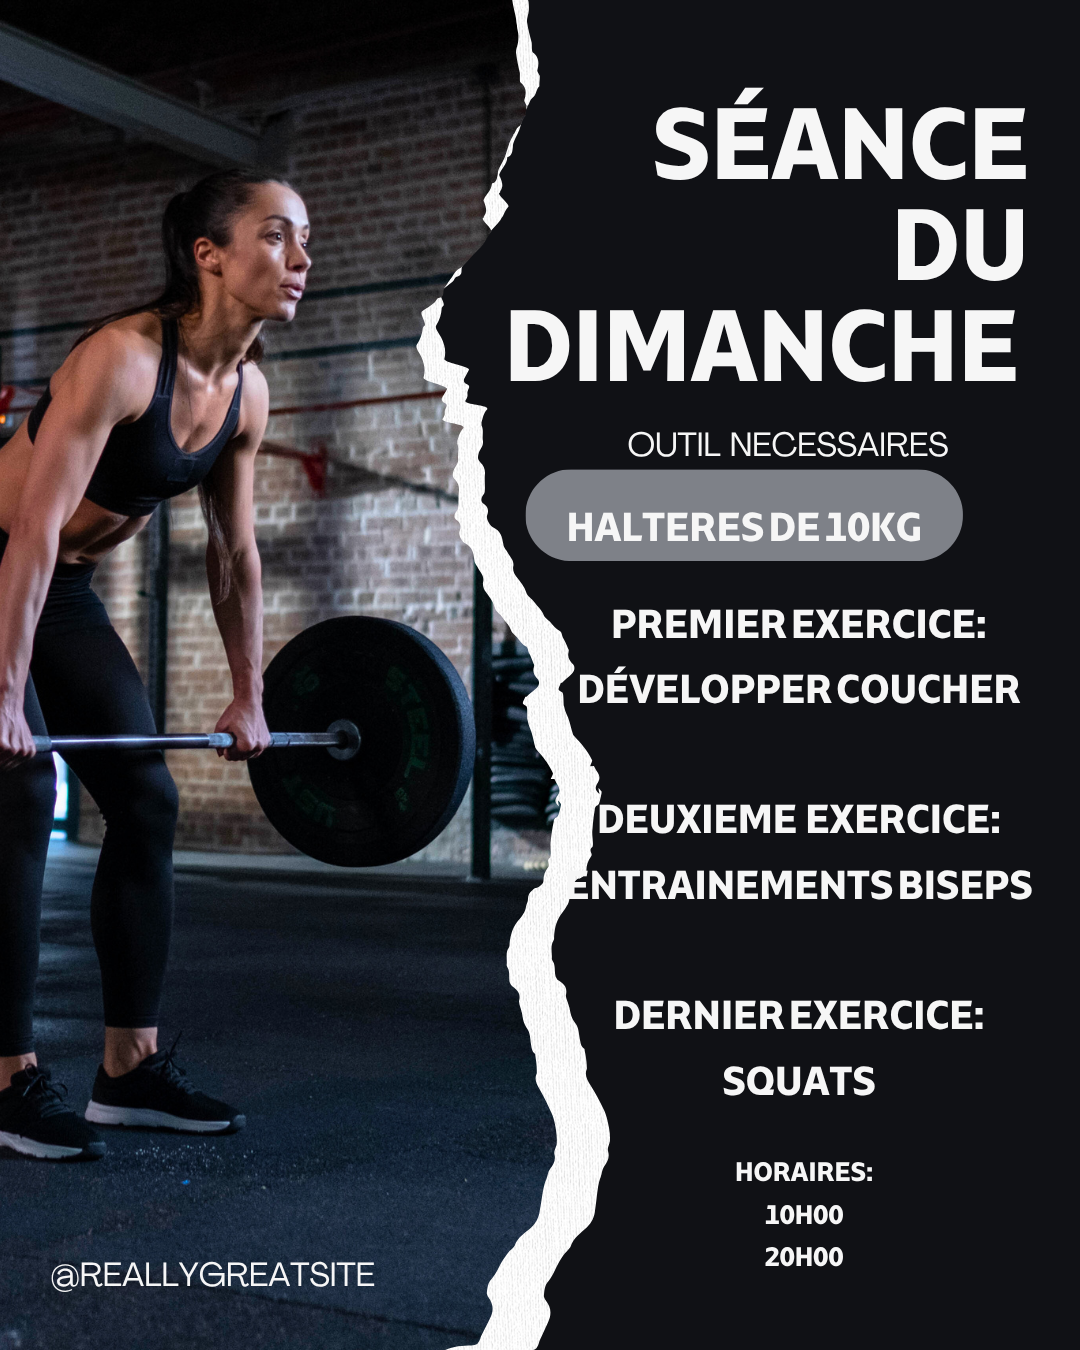 SÉANCE
DU
DIMANCHE
OUTIL NECESSAIRES
HALTERES DE 10KG
PREMIER EXERCICE:
DÉVELOPPER COUCHER
DEUXIEME EXERCICE:
ENTRAINEMENTS BISEPS
DERNIER EXERCICE:
SQUATS
HORAIRES:
10H00
20H00
@REALLYGREATSITE
STEEL